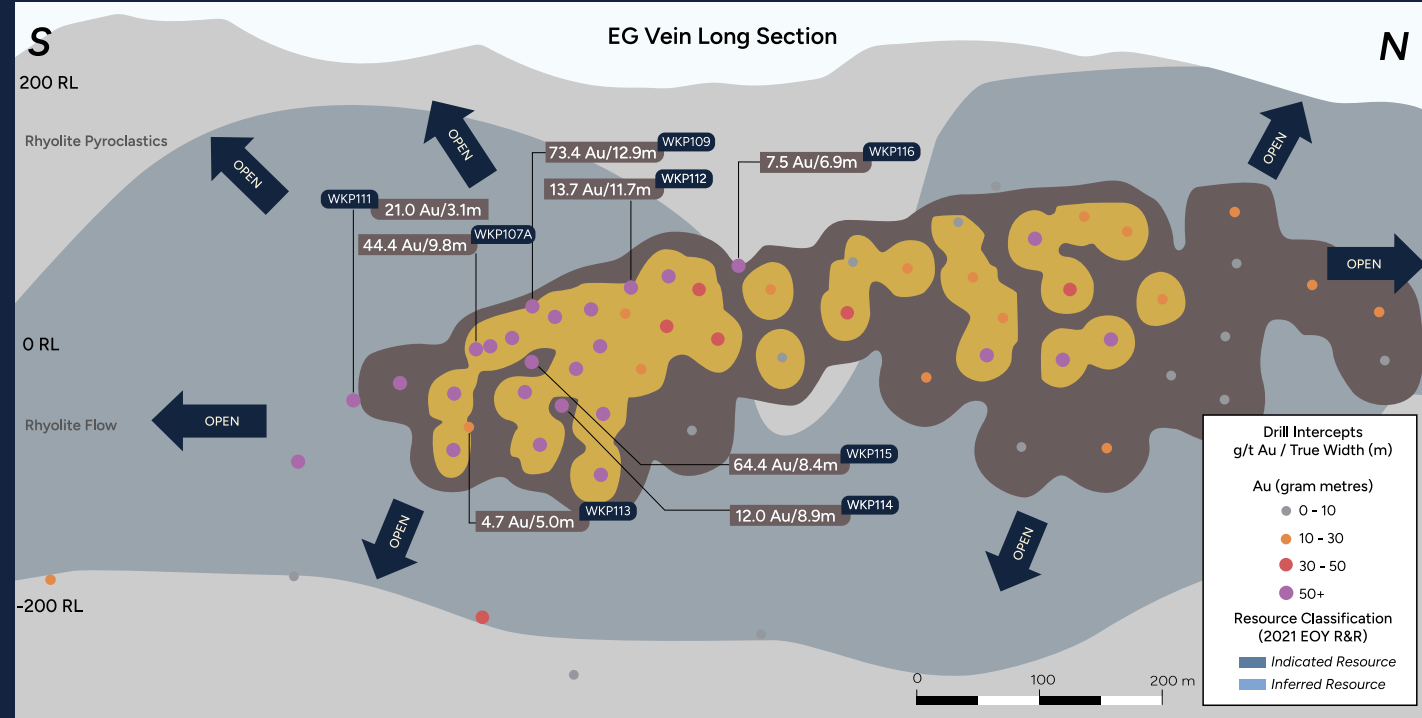 EG Vein Long Section
S
N
200 RL
Rhyolite Pyroclastics
0 RL
Rhyolite Flow
-200 RL
OPEN
OPEN
OPEN
OPEN
OPEN
OPEN
OPEN
WKP109
73.4 Au/12.9m
WKP112
13.7 Au/11.7m
WKP116
7.5 Au/6.9m
WKP111
21.0 Au/3.1m
WKP107A
44.4 Au/9.8m
WKP115
64.4 Au/8.4m
WKP114
12.0 Au/8.9m
WKP113
4.7 Au/5.0m
Drill Intercepts
g/t Au / True Width (m)
Au (gram metres)
0 - 10
10 - 30
30 - 50
50+
Resource Classification
(2021 EOY R&R)
Indicated Resource
Inferred Resource
0 100 200 m